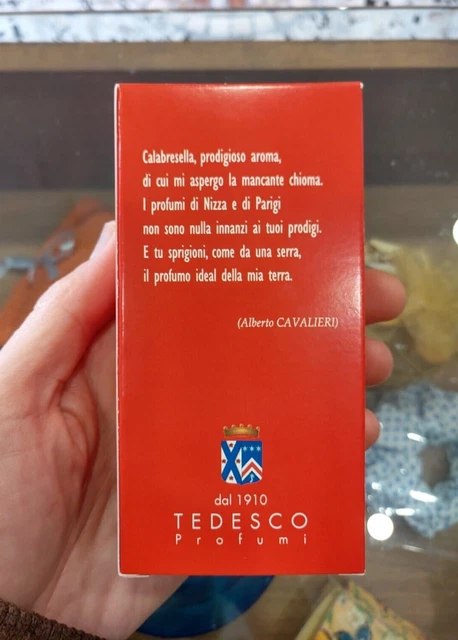 Calabresella, prodigioso aroma,
di cui mi aspergo la mancante chioma.
I profumi di Nizza e di Parigi
non sono nulla innanzi ai tuoi prodigi.
E tu sprigioni, come da una serra,
il profumo ideal della mia terra.
(Alberto CAVALIERI)
dal 1910
TEDESCO
Profumi